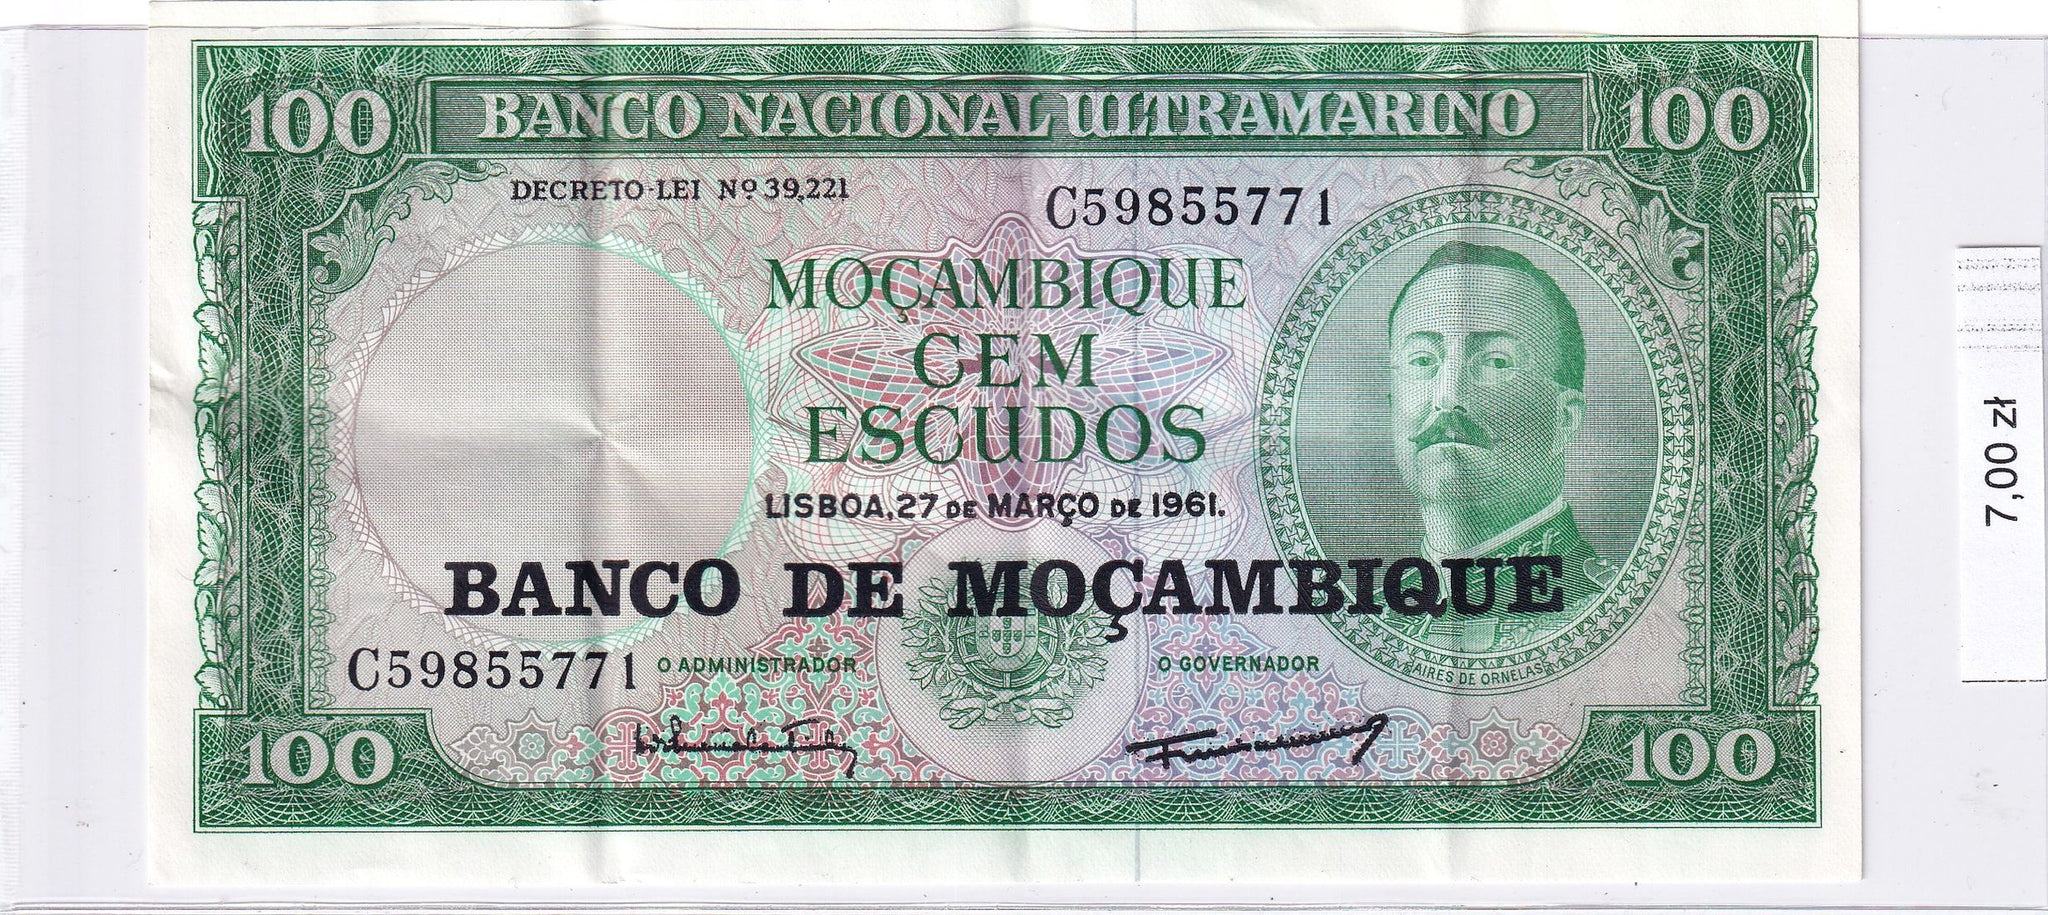 100 BANCO NACIONAL ULTRAMARINO 100
DECRETO-LEI Nº 39,221
C59855771
MOÇAMBIQUE
CEM
ESCUDOS
LISBOA, 27 DE MARÇO DE 1961.
BANCO DE MOÇAMBIQUE
C59855771
O ADMINISTRADOR
O GOVERNADOR
AIRES DE ORNELAS
100
100
7,00 zł